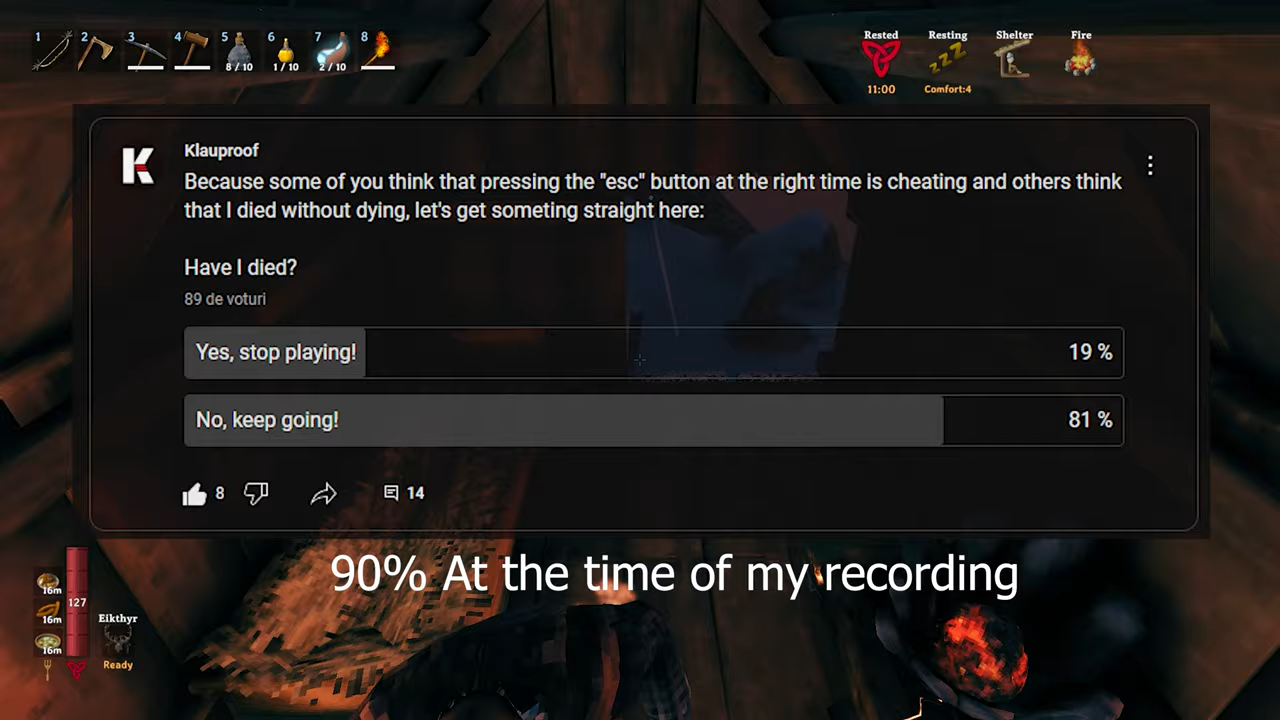 1 2 3 4 5 6 7 8
8 / 10 1 / 10 2 / 10
Rested Resting Shelter Fire
11:00 Comfort:4
K
Klauproof
Because some of you think that pressing the "esc" button at the right time is cheating and others think
that I died without dying, let's get someting straight here:
Have I died?
89 de voturi
Yes, stop playing! 19 %
No, keep going! 81 %
8 14
90% At the time of my recording
16m
127
16m
Eikthyr
16m
Ready